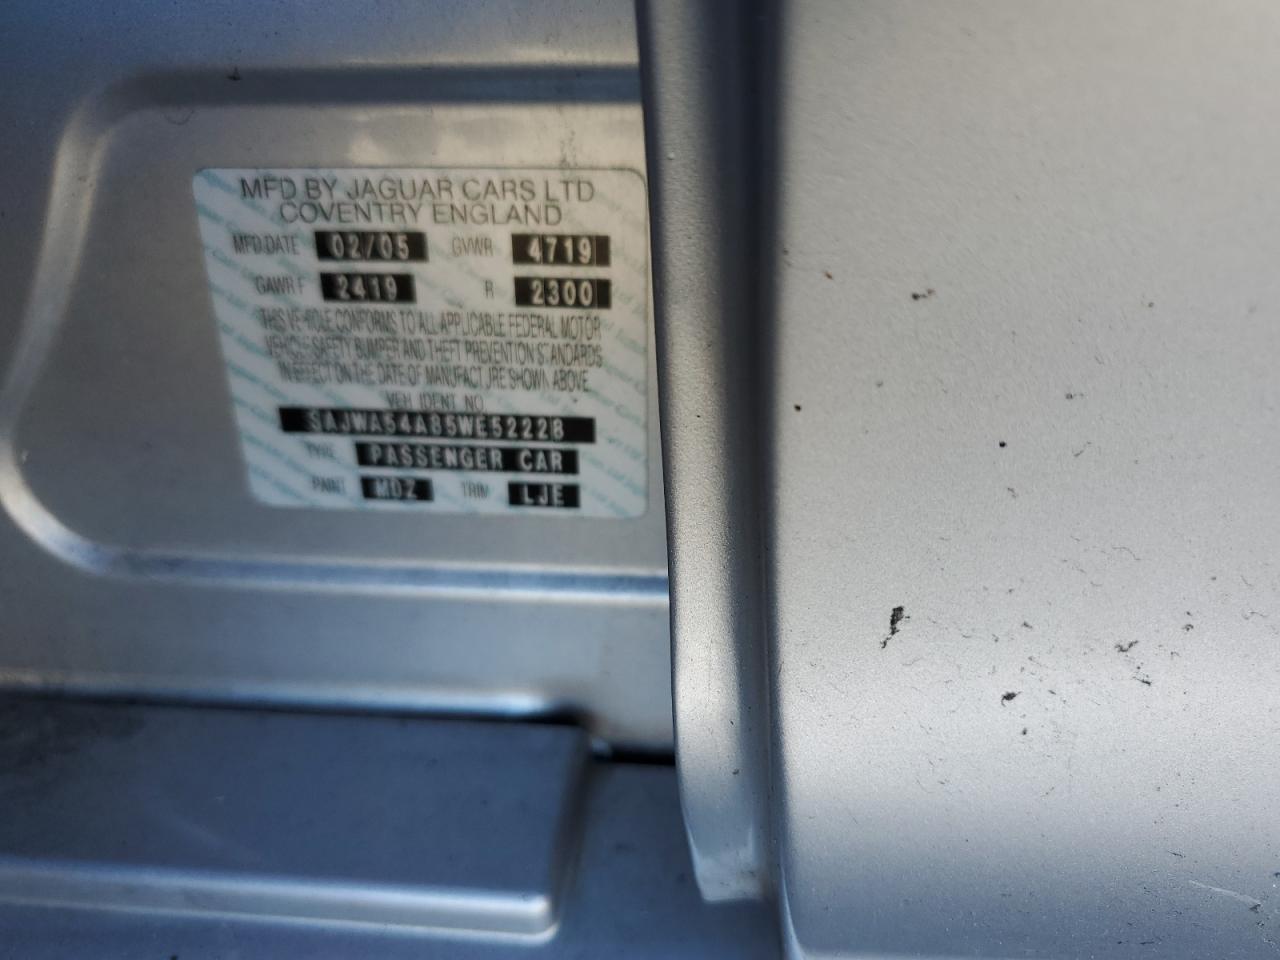 MFD BY JAGUAR CARS LTD
COVENTRY ENGLAND
MFD.DATE 02/05 GVWR 4719
GAWR F 2419 R 2300
THIS VEHICLE CONFORMS TO ALL APPLICABLE FEDERAL MOTOR
VEHICLE SAFETY BUMPER AND THEFT PREVENTION STANDARDS
IN EFFECT ON THE DATE OF MANUFACTURE SHOWN ABOVE
VEH. IDENT NO.
SAJWA54A85WE52228
TYPE PASSENGER CAR
PAINT MDZ TRIM LJE